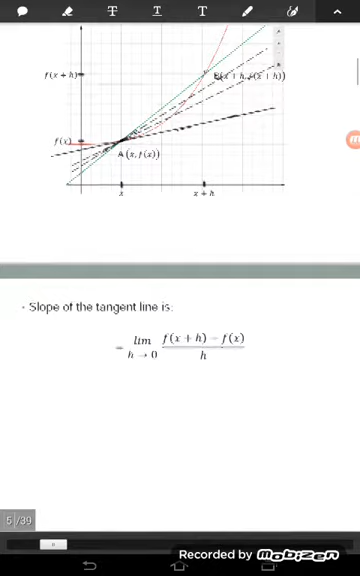 f(x + h)
B(x + h, f(x + h))
f(x)
A (x, f(x))
x
x + h
• Slope of the tangent line is:
= lim h → 0 f(x + h) − f(x) / h
5 /39
Recorded by mobizen